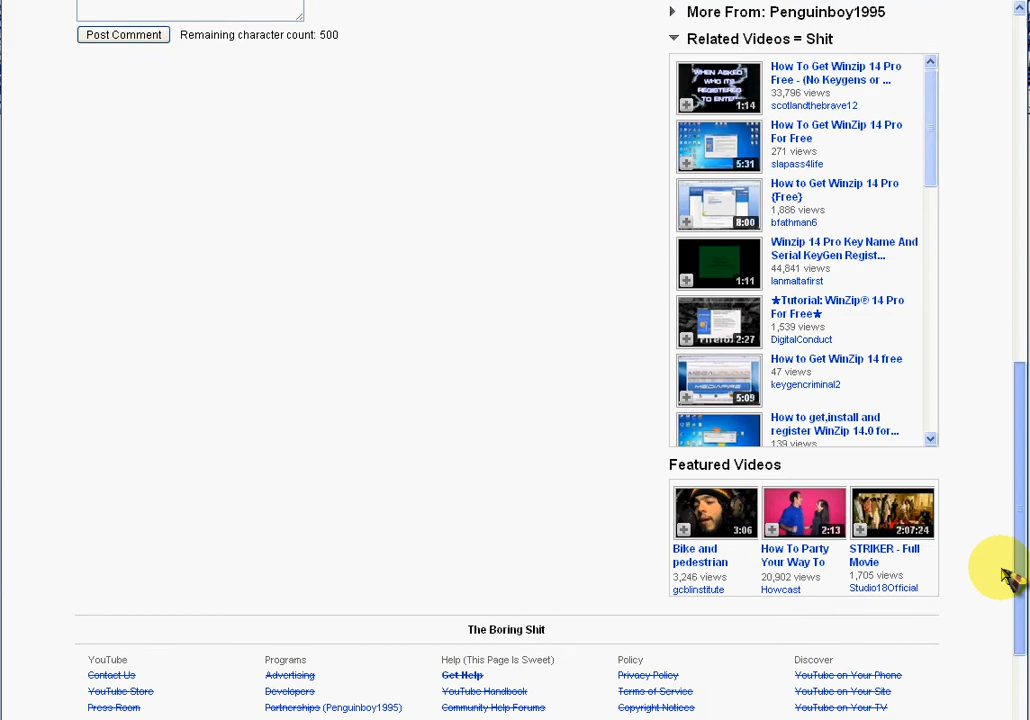 Post Comment
Remaining character count: 500
More From: Penguinboy1995
Related Videos = Shit
WHEN ASKED
WHO ITS
REGISTERED
TO ENTER
1:14
How To Get Winzip 14 Pro
Free - (No Keygens or ...
33,796 views
scotlandthebrave12
5:31
How To Get WinZip 14 Pro
For Free
271 views
slapass4life
8:00
How to Get Winzip 14 Pro
{Free}
1,886 views
bfathman6
1:11
Winzip 14 Pro Key Name And
Serial KeyGen Regist...
44,841 views
lanmaltafirst
2:27
★Tutorial: WinZip® 14 Pro
For Free★
1,539 views
DigitalConduct
5:09
How to Get WinZip 14 free
47 views
keygencriminal2
How to get,install and
register WinZip 14.0 for...
139 views
Featured Videos
3:06
2:13
2:07:24
Bike and
pedestrian
3,246 views
gcblinstitute
How To Party
Your Way To
20,902 views
Howcast
STRIKER - Full
Movie
1,705 views
Studio18Official
The Boring Shit
YouTube
Contact Us
YouTube Store
Press Room
Programs
Advertising
Developers
Partnerships (Penguinboy1995)
Help (This Page Is Sweet)
Get Help
YouTube Handbook
Community Help Forums
Policy
Privacy Policy
Terms of Service
Copyright Notices
Discover
YouTube on Your Phone
YouTube on Your Site
YouTube on Your TV